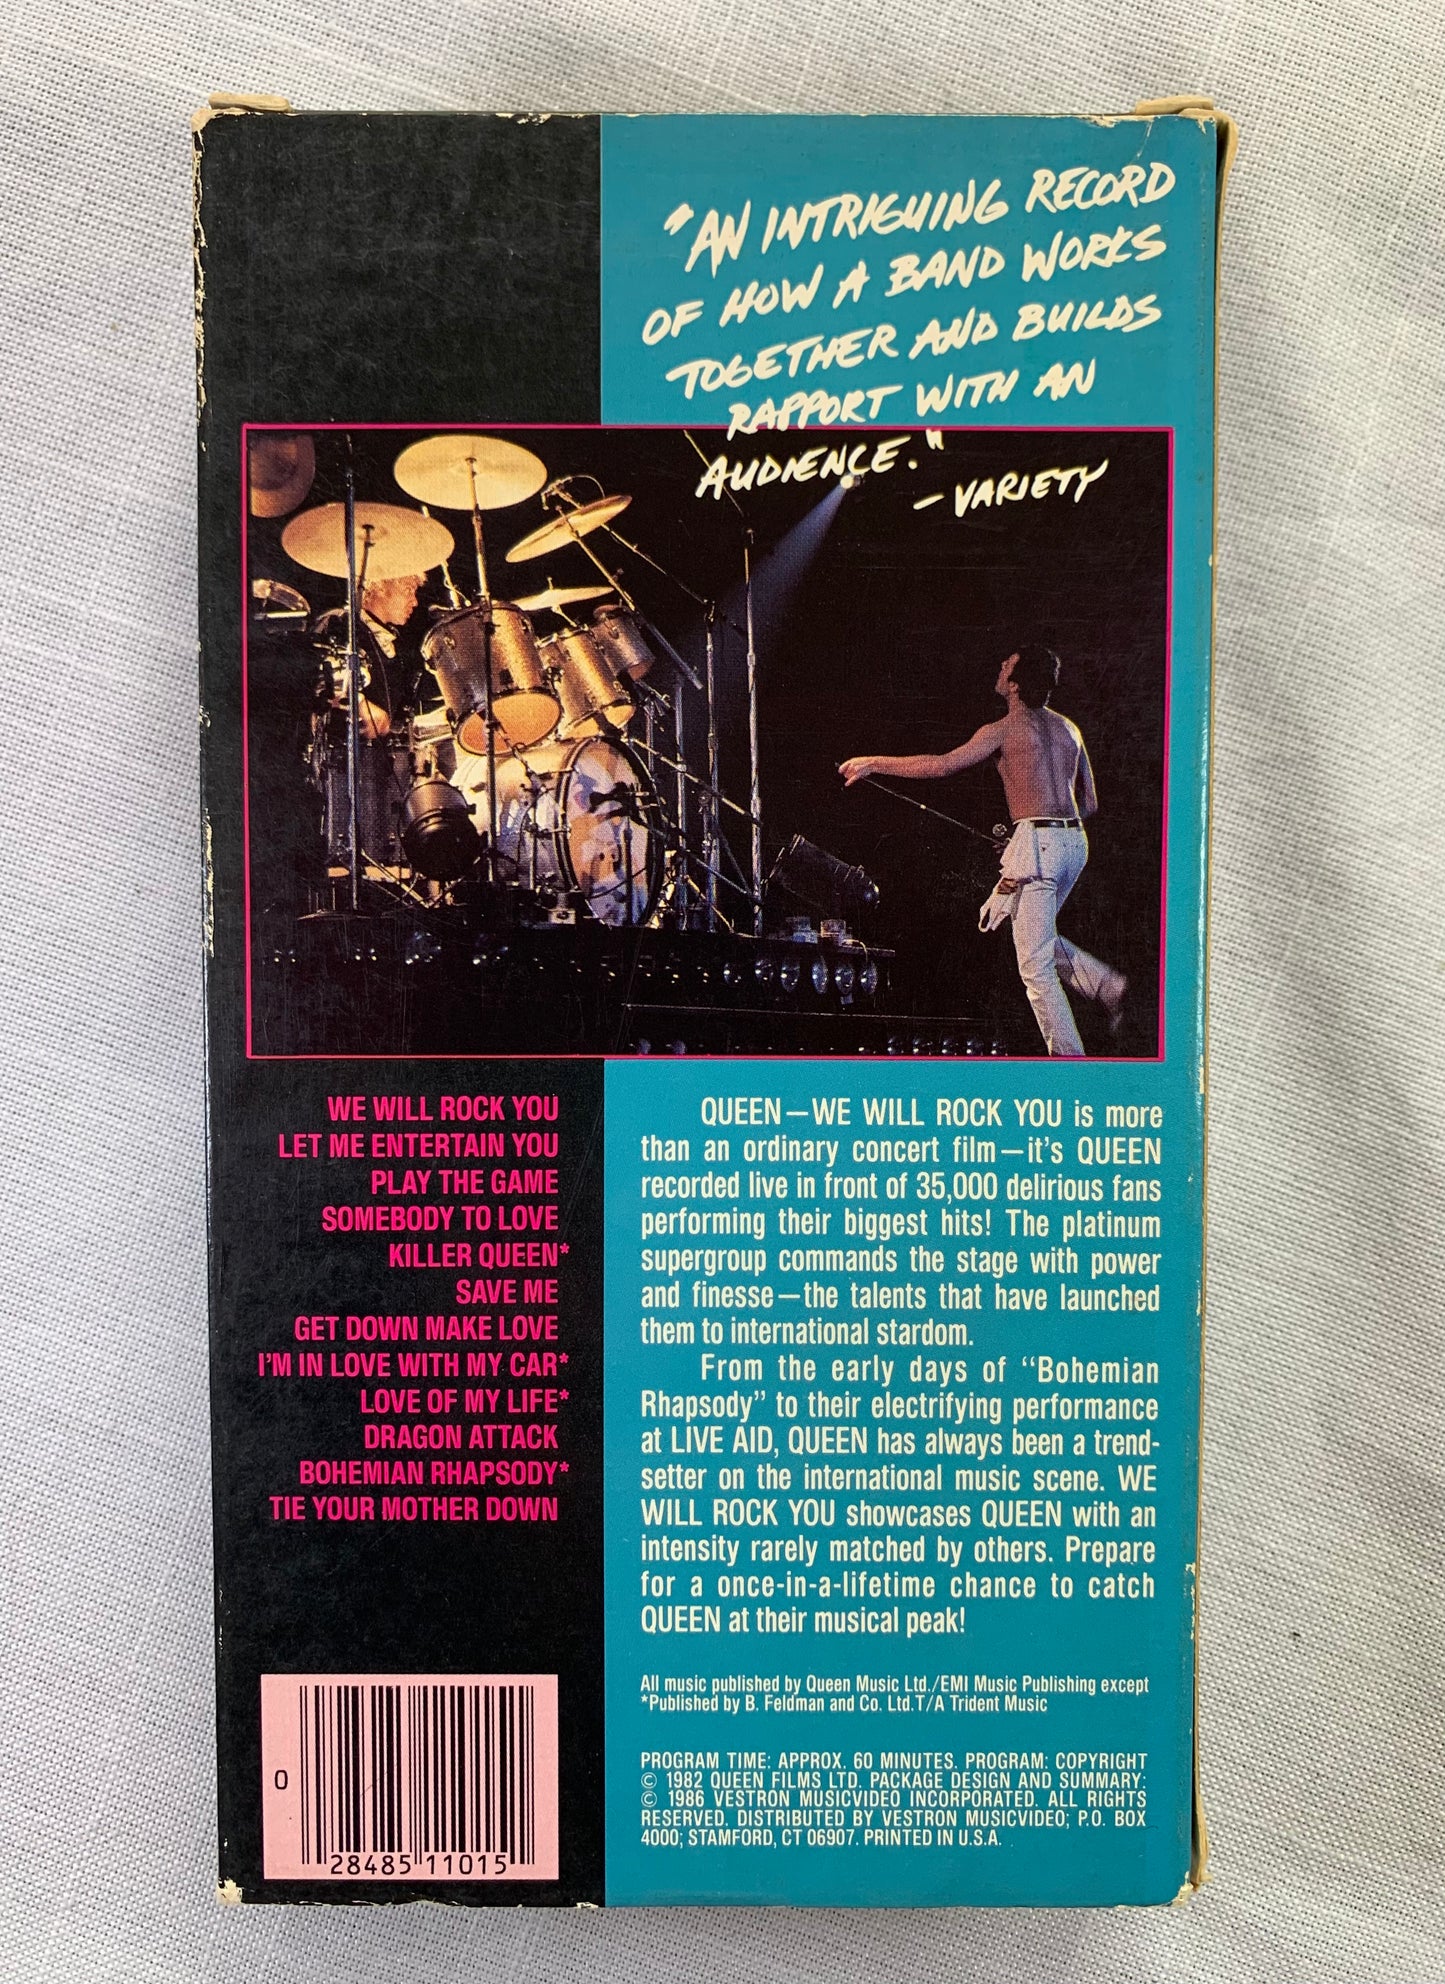 "AN INTRIGUING RECORD
OF HOW A BAND WORKS
TOGETHER AND BUILDS
RAPPORT WITH AN
AUDIENCE."
– VARIETY
WE WILL ROCK YOU
LET ME ENTERTAIN YOU
PLAY THE GAME
SOMEBODY TO LOVE
KILLER QUEEN*
SAVE ME
GET DOWN MAKE LOVE
I'M IN LOVE WITH MY CAR*
LOVE OF MY LIFE*
DRAGON ATTACK
BOHEMIAN RHAPSODY*
TIE YOUR MOTHER DOWN
QUEEN—WE WILL ROCK YOU is more
than an ordinary concert film—it's QUEEN
recorded live in front of 35,000 delirious fans
performing their biggest hits! The platinum
supergroup commands the stage with power
and finesse—the talents that have launched
them to international stardom.
From the early days of "Bohemian
Rhapsody" to their electrifying performance
at LIVE AID, QUEEN has always been a trend-
setter on the international music scene. WE
WILL ROCK YOU showcases QUEEN with an
intensity rarely matched by others. Prepare
for a once-in-a-lifetime chance to catch
QUEEN at their musical peak!
All music published by Queen Music Ltd./EMI Music Publishing except
*Published by B. Feldman and Co. Ltd.T/A Trident Music
PROGRAM TIME: APPROX. 60 MINUTES. PROGRAM: COPYRIGHT
© 1982 QUEEN FILMS LTD. PACKAGE DESIGN AND SUMMARY:
© 1986 VESTRON MUSICVIDEO INCORPORATED. ALL RIGHTS
RESERVED. DISTRIBUTED BY VESTRON MUSICVIDEO; P.O. BOX
4000; STAMFORD, CT 06907. PRINTED IN U.S.A.
0
28485 11015